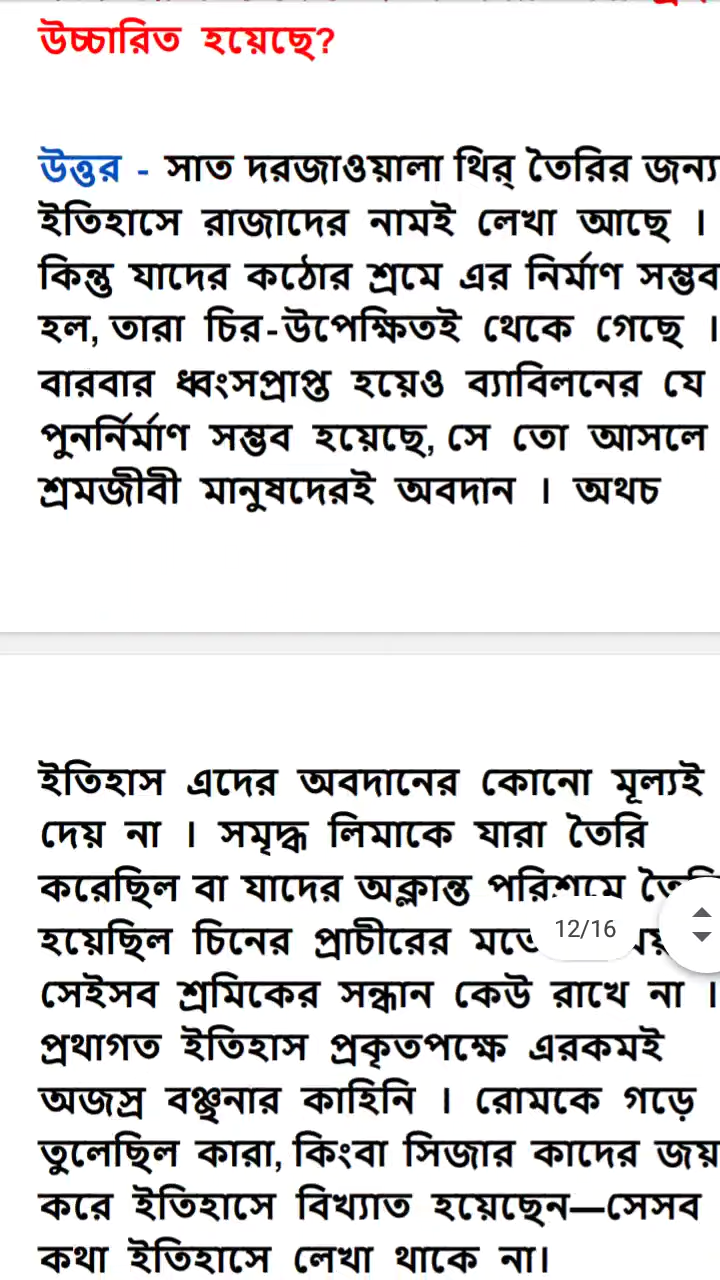 উচ্চারিত হয়েছে?
উত্তর - সাত দরজাওয়ালা থিব্ তৈরির জন্য
ইতিহাসে রাজাদের নামই লেখা আছে ।
কিন্তু যাদের কঠোর শ্রমে এর নির্মাণ সম্ভব
হল, তারা চির-উপেক্ষিতই থেকে গেছে ।
বারবার ধ্বংসপ্রাপ্ত হয়েও ব্যাবিলনের যে
পুনর্নির্মাণ সম্ভব হয়েছে, সে তো আসলে
শ্রমজীবী মানুষদেরই অবদান । অথচ
ইতিহাস এদের অবদানের কোনো মূল্যই
দেয় না । সমৃদ্ধ লিমাকে যারা তৈরি
করেছিল বা যাদের অক্লান্ত পরিশ্রমে
হয়েছিল চিনের প্রাচীরের
12/16
সেইসব শ্রমিকের সন্ধান কেউ রাখে না ।
প্রথাগত ইতিহাস প্রকৃতপক্ষে এরকমই
অজস্র বঞ্চনার কাহিনি । রোমকে গড়ে
তুলেছিল কারা, কিংবা সিজার কাদের জয়
করে ইতিহাসে বিখ্যাত হয়েছেন—সেসব
কথা ইতিহাসে লেখা থাকে না।